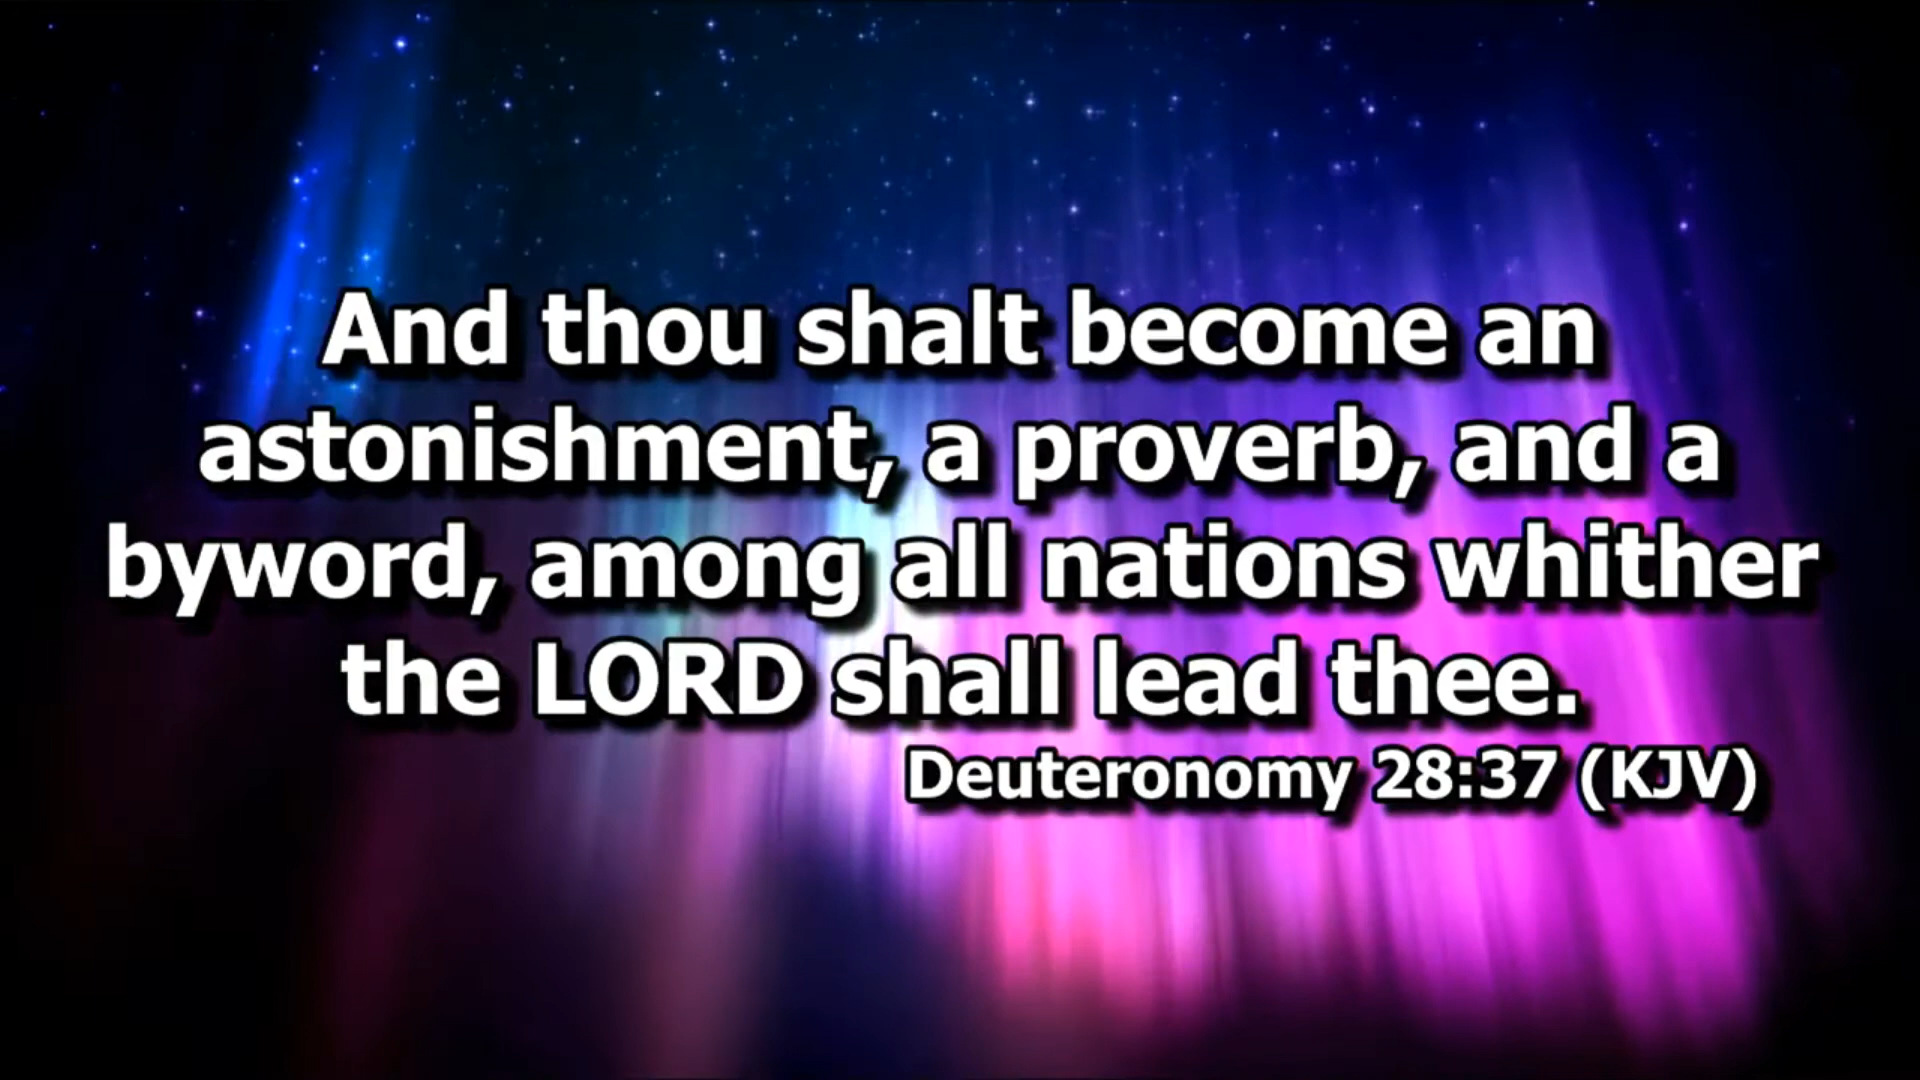 And thou shalt become an
astonishment, a proverb, and a
byword, among all nations whither
the LORD shall lead thee.
Deuteronomy 28:37 (KJV)